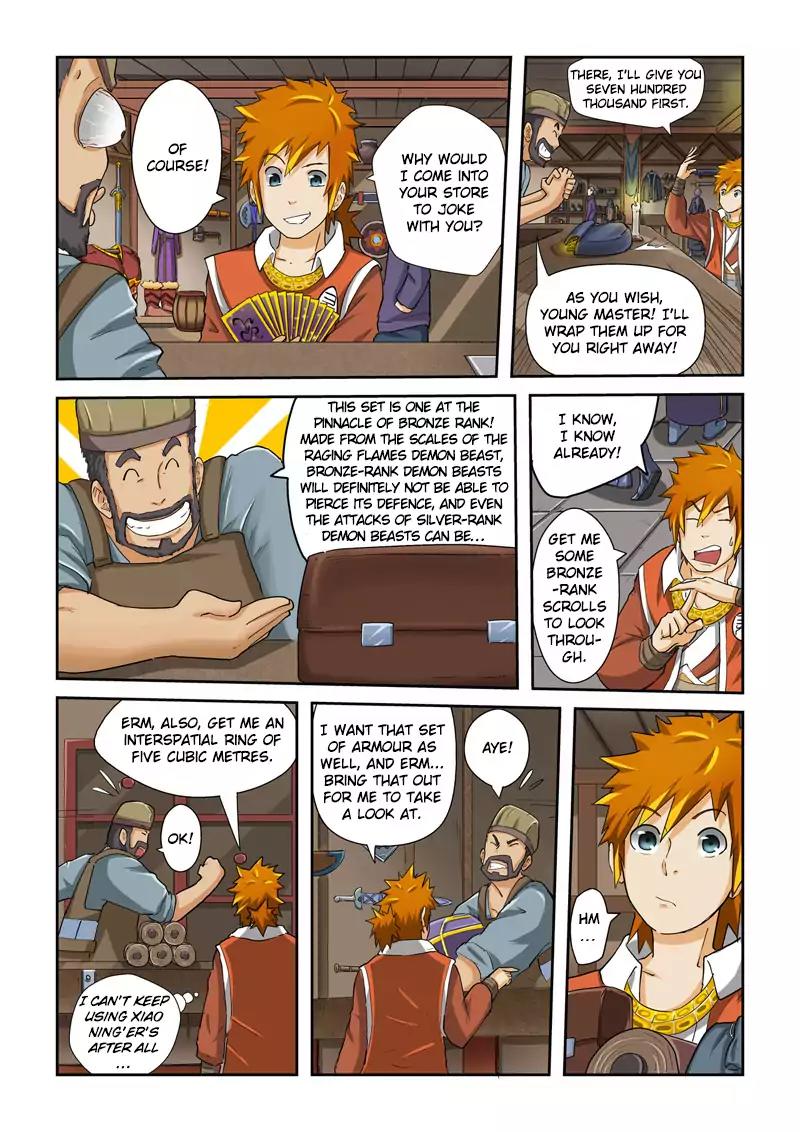 OF
COURSE!
WHY WOULD
I COME INTO
YOUR STORE
TO JOKE
WITH YOU?
THERE, I'LL GIVE YOU
SEVEN HUNDRED
THOUSAND FIRST.
AS YOU WISH,
YOUNG MASTER! I'LL
WRAP THEM UP FOR
YOU RIGHT AWAY!
THIS SET IS ONE AT THE
PINNACLE OF BRONZE RANK!
MADE FROM THE SCALES OF THE
RAGING FLAMES DEMON BEAST,
BRONZE-RANK DEMON BEASTS
WILL DEFINITELY NOT BE ABLE TO
PIERCE ITS DEFENCE, AND EVEN
THE ATTACKS OF SILVER-RANK
DEMON BEASTS CAN BE...
I KNOW,
I KNOW
ALREADY!
GET ME
SOME
BRONZE
-RANK
SCROLLS
TO LOOK
THROU-
GH.
ERM, ALSO, GET ME AN
INTERSPATIAL RING OF
FIVE CUBIC METRES.
OK!
I CAN'T KEEP
USING XIAO
NING'ER'S
AFTER ALL
...
I WANT THAT SET
OF ARMOUR AS
WELL, AND ERM...
BRING THAT OUT
FOR ME TO TAKE
A LOOK AT.
AYE!
HM
...